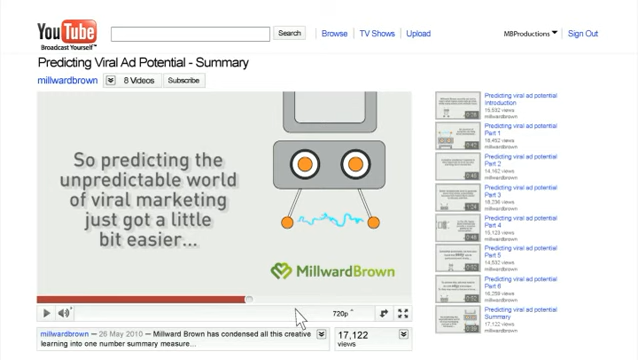 YouTube
Broadcast Yourself™
Search
Browse
TV Shows
Upload
MBProductions
Sign Out
Predicting Viral Ad Potential - Summary
millwardbrown
8 Videos
Subscribe
So predicting the
unpredictable world
of viral marketing
just got a little
bit easier...
MillwardBrown
720p
millwardbrown — 26 May 2010 — Millward Brown has condensed all this creative
learning into one number summary measure...
17,122
views
Predicting viral ad potential
Introduction
millwardbrown
Predicting viral ad potential
Part 1
millwardbrown
Predicting viral ad potential
Part 2
millwardbrown
Predicting viral ad potential
Part 3
millwardbrown
Predicting viral ad potential
Part 4
millwardbrown
Predicting viral ad potential
Part 5
millwardbrown
Predicting viral ad potential
Part 6
millwardbrown
Predicting viral ad potential
Summary
17,122 views
millwardbrown